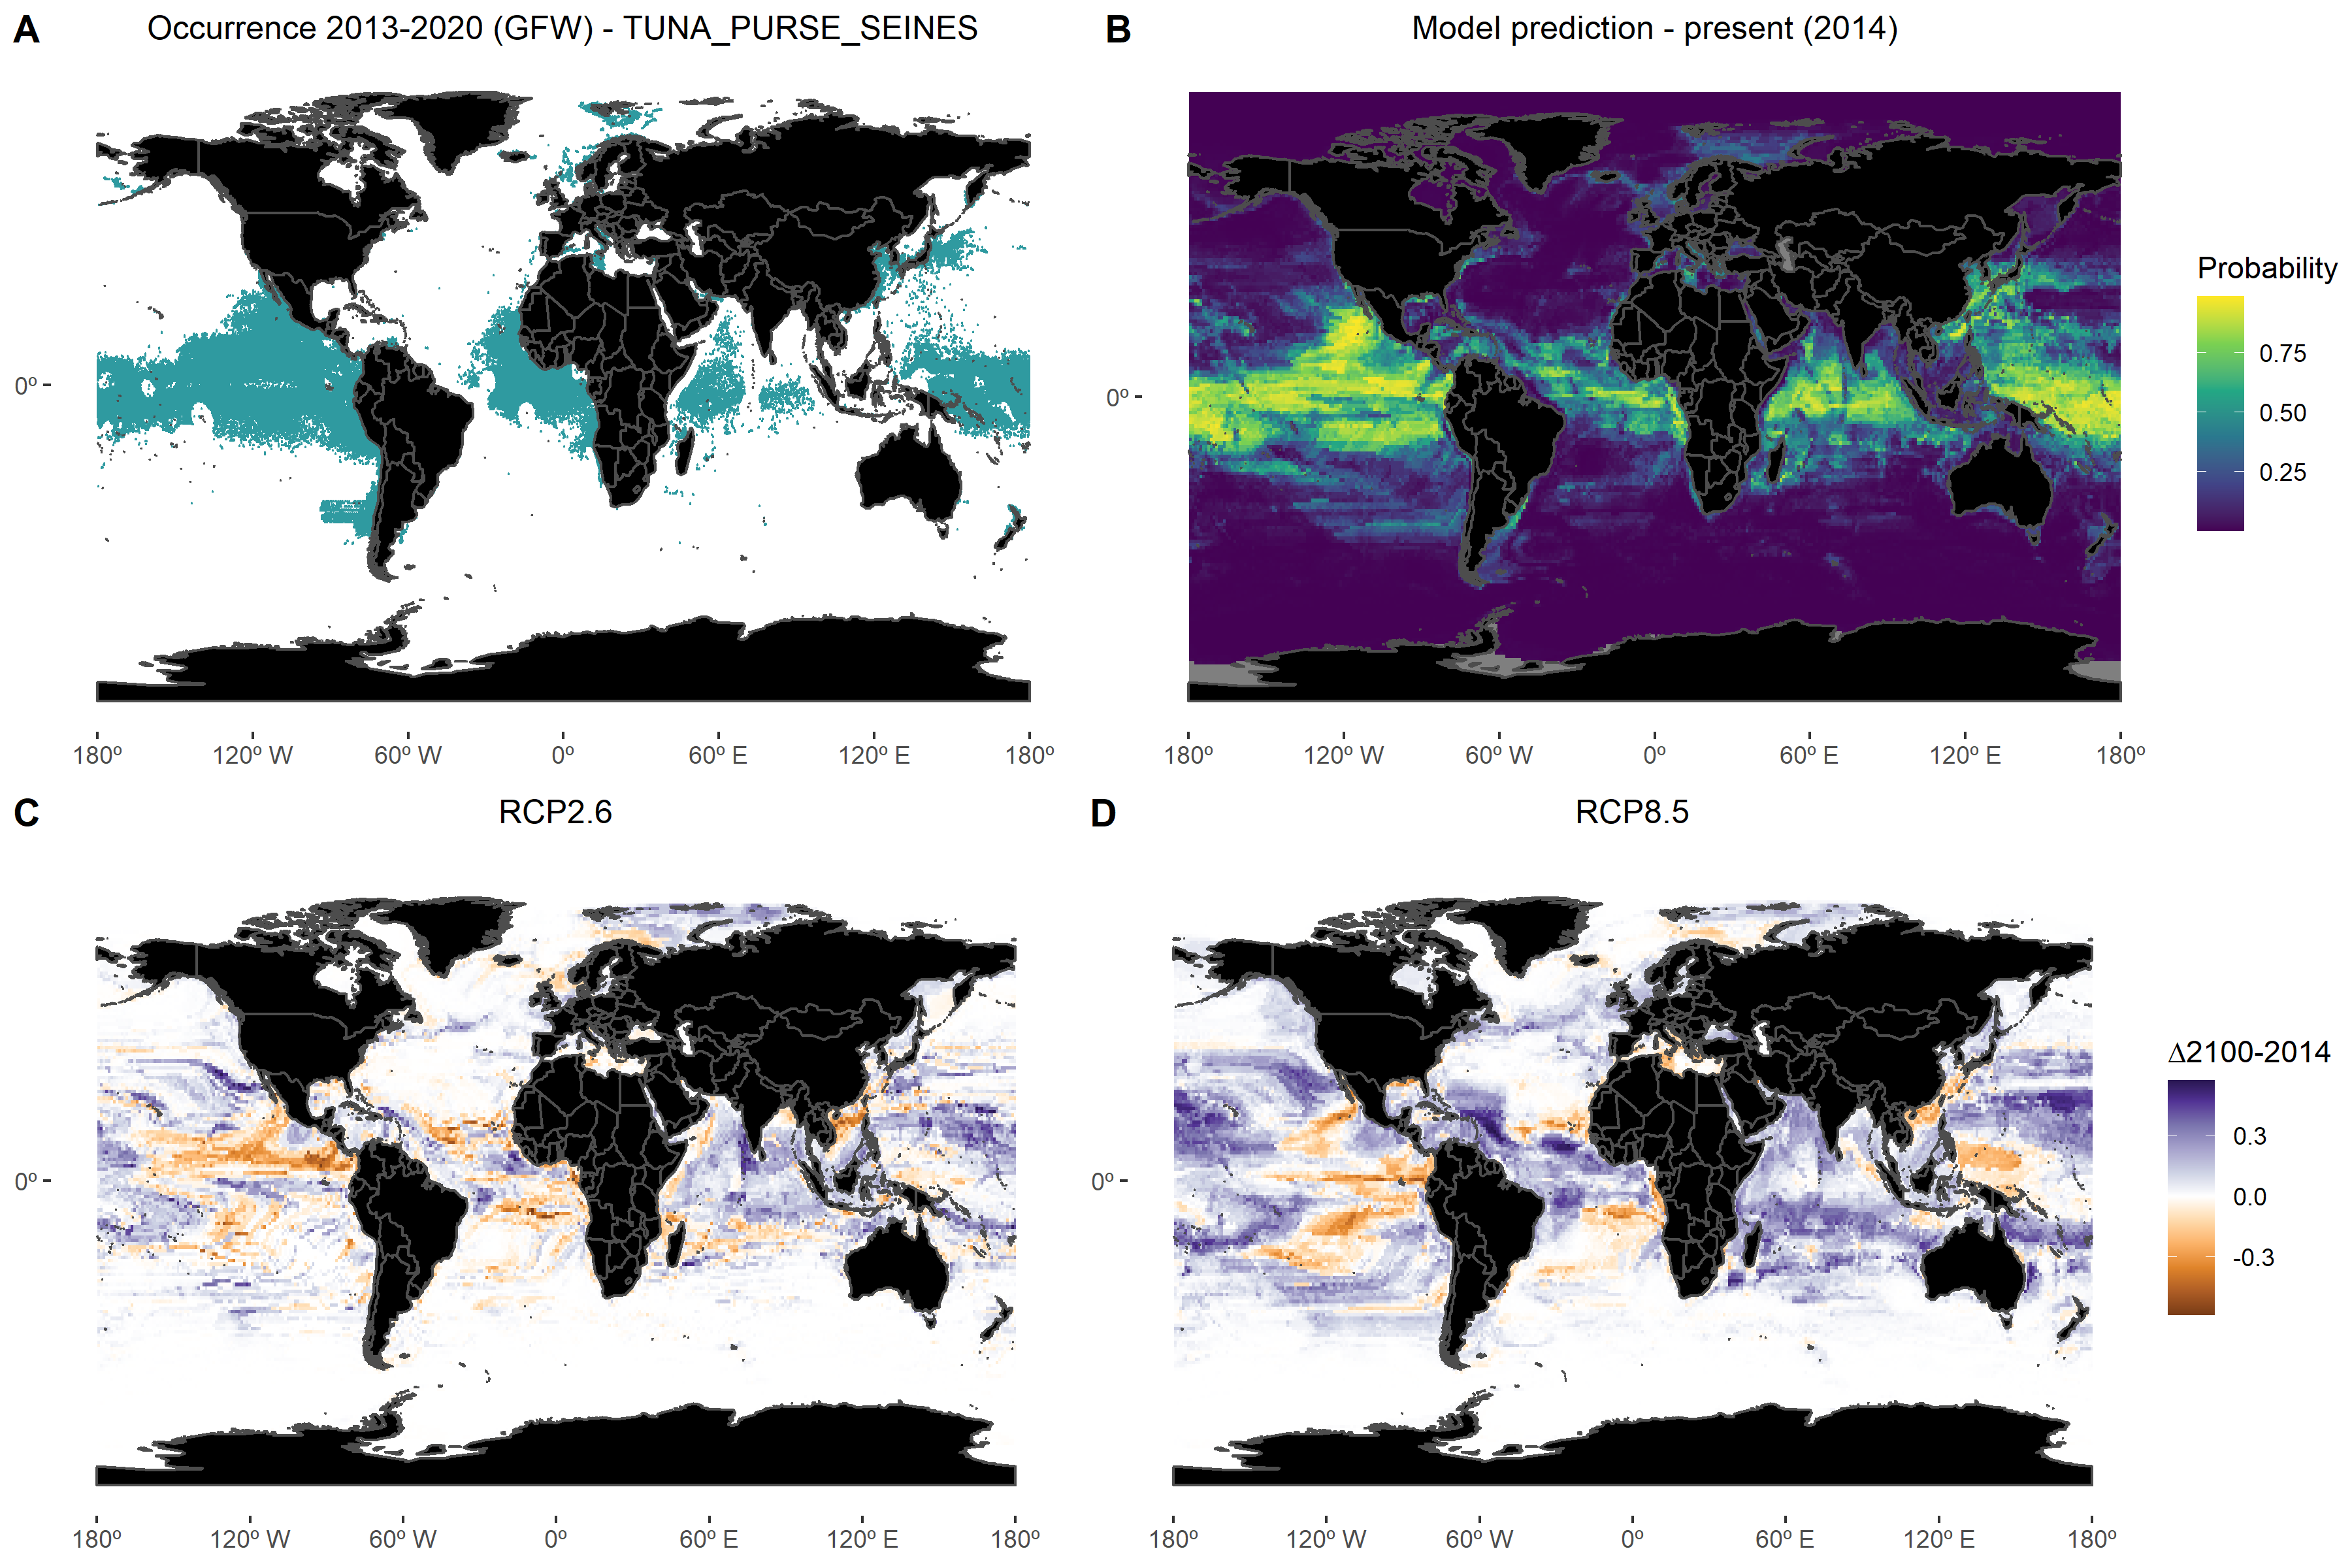 A
Occurrence 2013-2020 (GFW) - TUNA_PURSE_SEINES
B
Model prediction - present (2014)
0º
0º
Probability
0.75
0.50
0.25
180º 120º W 60º W 0º 60º E 120º E 180º
180º 120º W 60º W 0º 60º E 120º E 180º
C
RCP2.6
D
RCP8.5
0º
0º
Δ2100-2014
0.3
0.0
-0.3
180º 120º W 60º W 0º 60º E 120º E 180º
180º 120º W 60º W 0º 60º E 120º E 180º